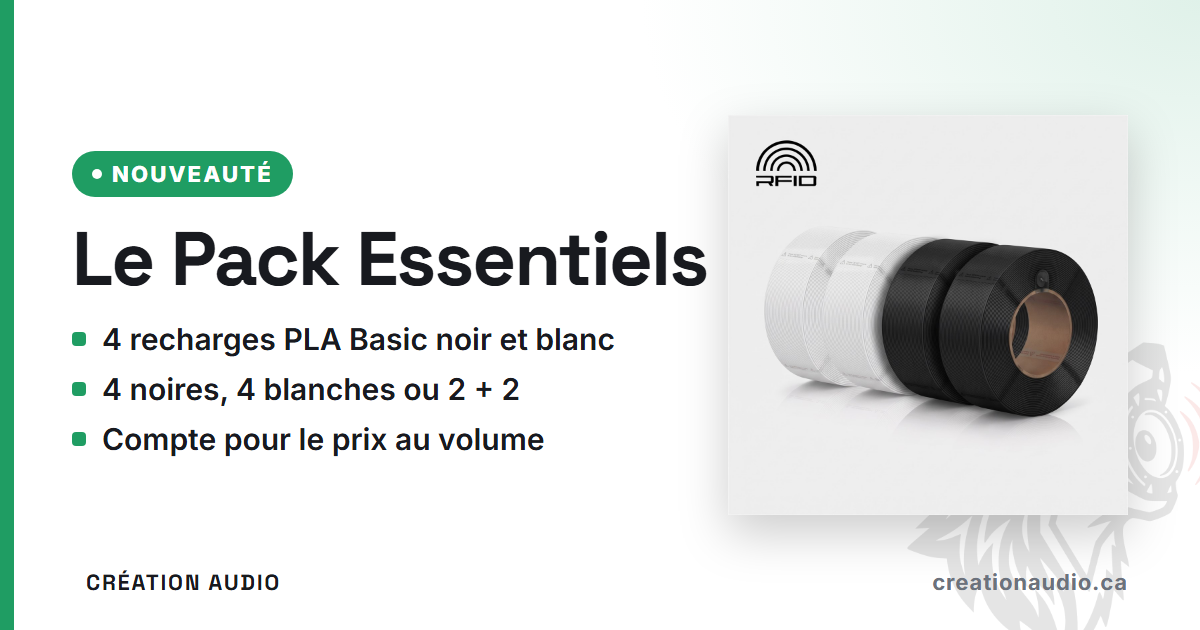 NOUVEAUTÉ
Le Pack Essentiels
4 recharges PLA Basic noir et blanc
4 noires, 4 blanches ou 2 + 2
Compte pour le prix au volume
RFID
CRÉATION AUDIO
creationaudio.ca